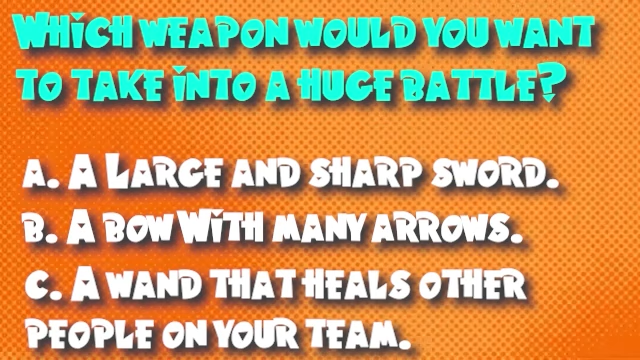 Which weapon would you want
to take into a huge battle?
a. A Large and sharp sword.
b. A bow With many arrows.
c. A wand that heals other
people on your team.